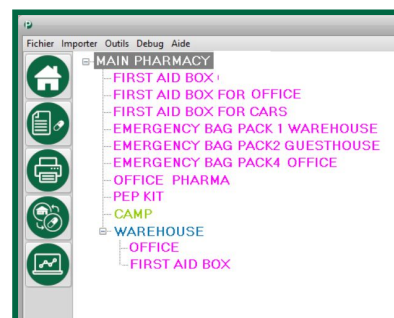 Fichier Importer Outils Debug Aide
MAIN PHARMACY
FIRST AID BOX
FIRST AID BOX FOR OFFICE
FIRST AID BOX FOR CARS
EMERGENCY BAG PACK 1 WAREHOUSE
EMERGENCY BAG PACK2 GUESTHOUSE
EMERGENCY BAG PACK4 OFFICE
OFFICE PHARMA
PEP KIT
CAMP
WAREHOUSE
OFFICE
FIRST AID BOX